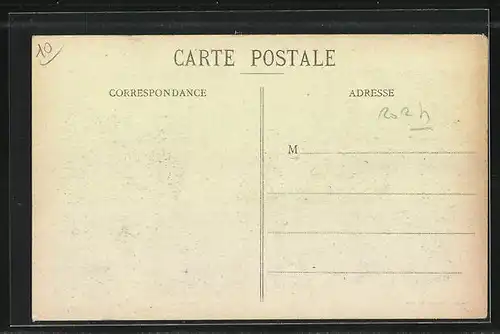 10
CARTE POSTALE
CORRESPONDANCE
ADRESSE
M